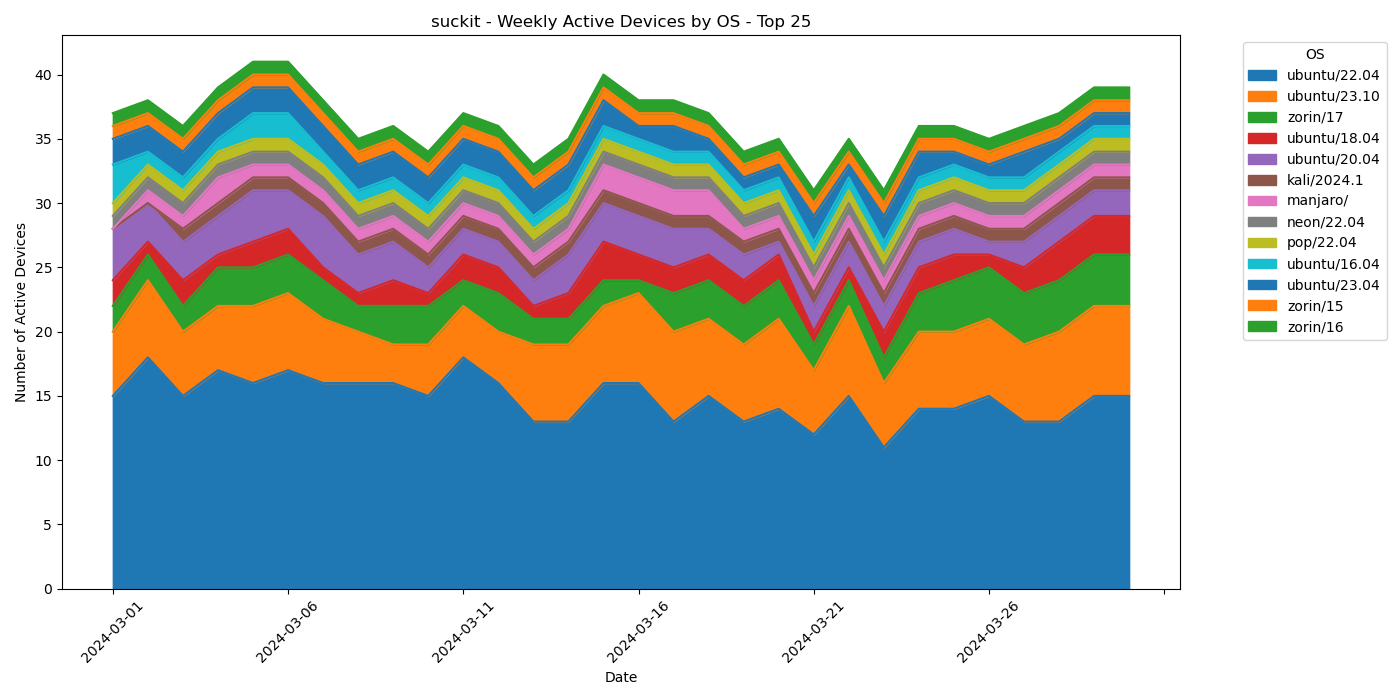 suckit - Weekly Active Devices by OS - Top 25
Number of Active Devices
40
35
30
25
20
15
10
5
0
2024-03-01
2024-03-06
2024-03-11
2024-03-16
2024-03-21
2024-03-26
Date
OS
ubuntu/22.04
ubuntu/23.10
zorin/17
ubuntu/18.04
ubuntu/20.04
kali/2024.1
manjaro/
neon/22.04
pop/22.04
ubuntu/16.04
ubuntu/23.04
zorin/15
zorin/16